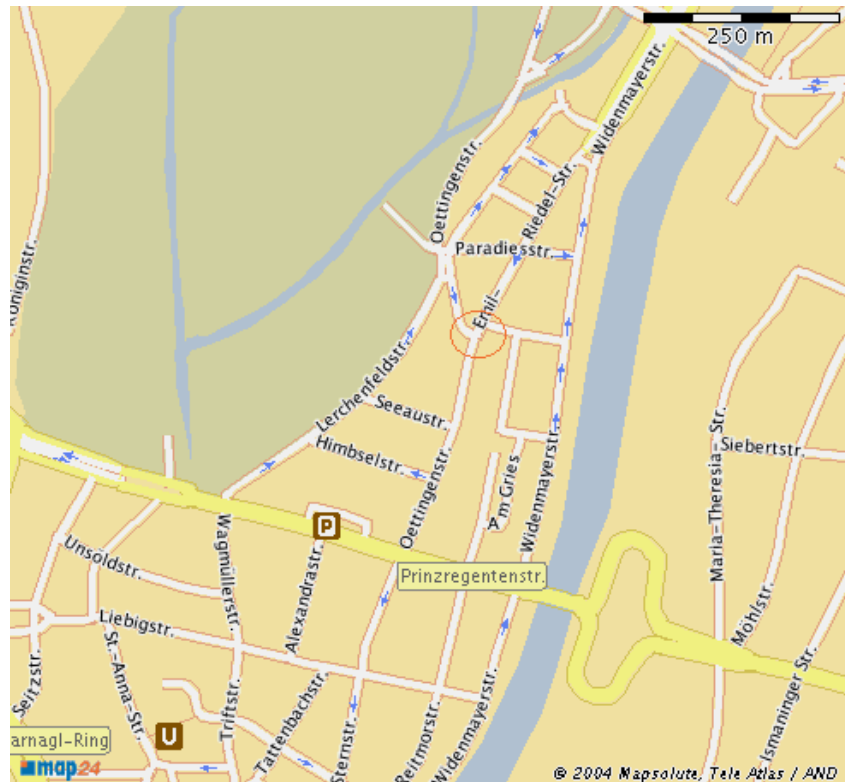 250 m
Widenmayerstr.
Oettingenstr.
Riedel-Str.
Emil-
Paradiesstr.
Königinstr.
Lerchenfeldstr.
Seeaustr.
Himbselstr.
Maria-Theresia- Str.
Siebertstr.
Am Gries
Oettingenstr.
Widenmayerstr.
Wagmüllerstr.
P
Unsöldstr.
Prinzregentenstr.
Alexandrastr.
Möhlstr.
Liebigstr.
St.-Anna-Str.
Seitzstr.
Triftstr.
Tattenbachstr.
Sternstr.
Reitmorstr.
Widenmayerstr.
Ismaninger Str.
U
arnagl-Ring
map24
© 2004 Mapsolute, Tele Atlas / AND